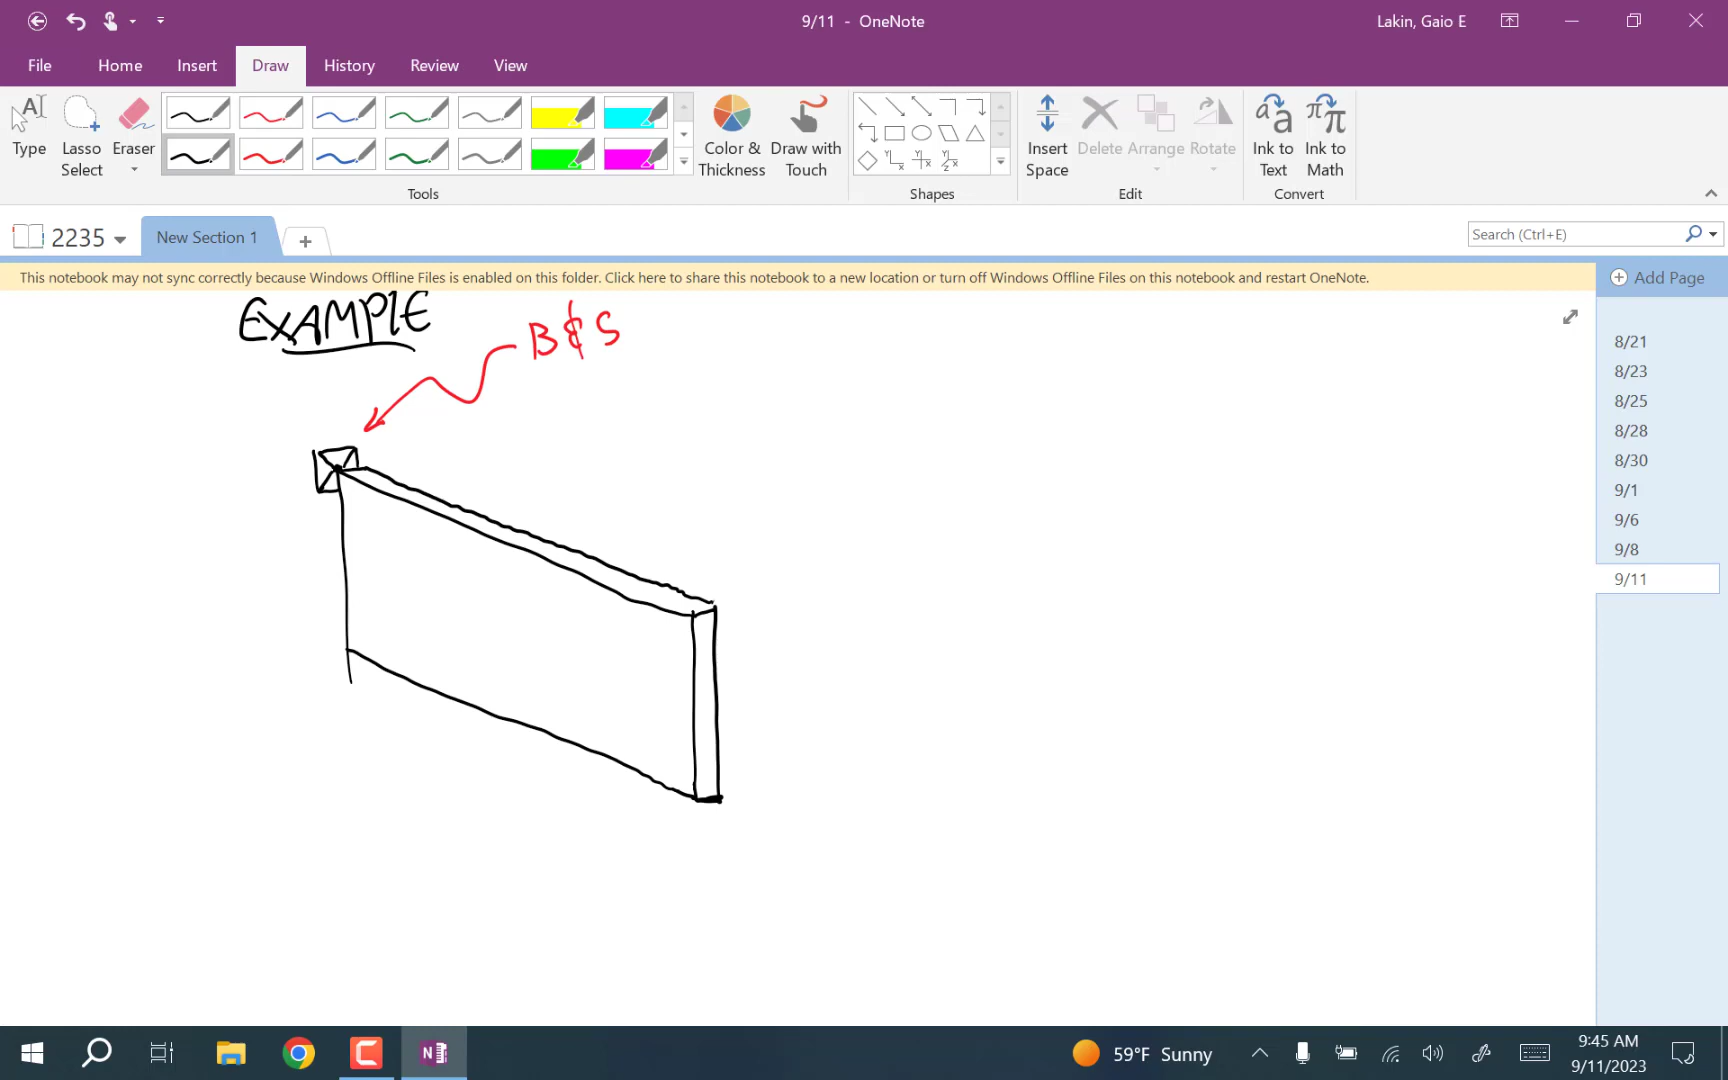 9/11 - OneNote
Lakin, Gaio E
File
Home
Insert
Draw
History
Review
View
Type
Lasso Select
Eraser
Color & Thickness
Draw with Touch
Insert Space
Delete
Arrange
Rotate
Ink to Text
Ink to Math
Tools
Shapes
Edit
Convert
2235
New Section 1
Search (Ctrl+E)
This notebook may not sync correctly because Windows Offline Files is enabled on this folder. Click here to share this notebook to a new location or turn off Windows Offline Files on this notebook and restart OneNote.
Add Page
8/21
8/23
8/25
8/28
8/30
9/1
9/6
9/8
9/11
EXAMPLE
B & S
59°F Sunny
9:45 AM
9/11/2023